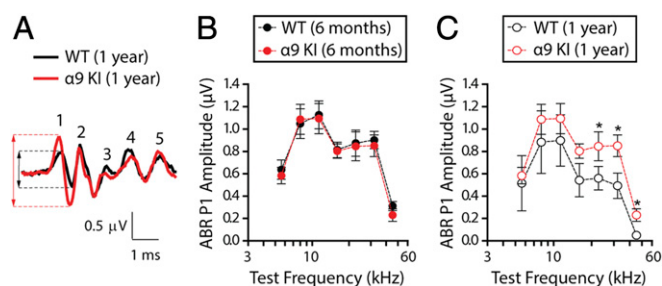 A
WT (1 year)
α9 KI (1 year)
1
2
3
4
5
0.5 μV
1 ms
B
WT (6 months)
α9 KI (6 months)
ABR P1 Amplitude (μV)
1.4
1.2
1.0
0.8
0.6
0.4
0.2
0.0
3
10
60
Test Frequency (kHz)
C
WT (1 year)
α9 KI (1 year)
ABR P1 Amplitude (μV)
1.4
1.2
1.0
0.8
0.6
0.4
0.2
0.0
* * *
3
10
60
Test Frequency (kHz)